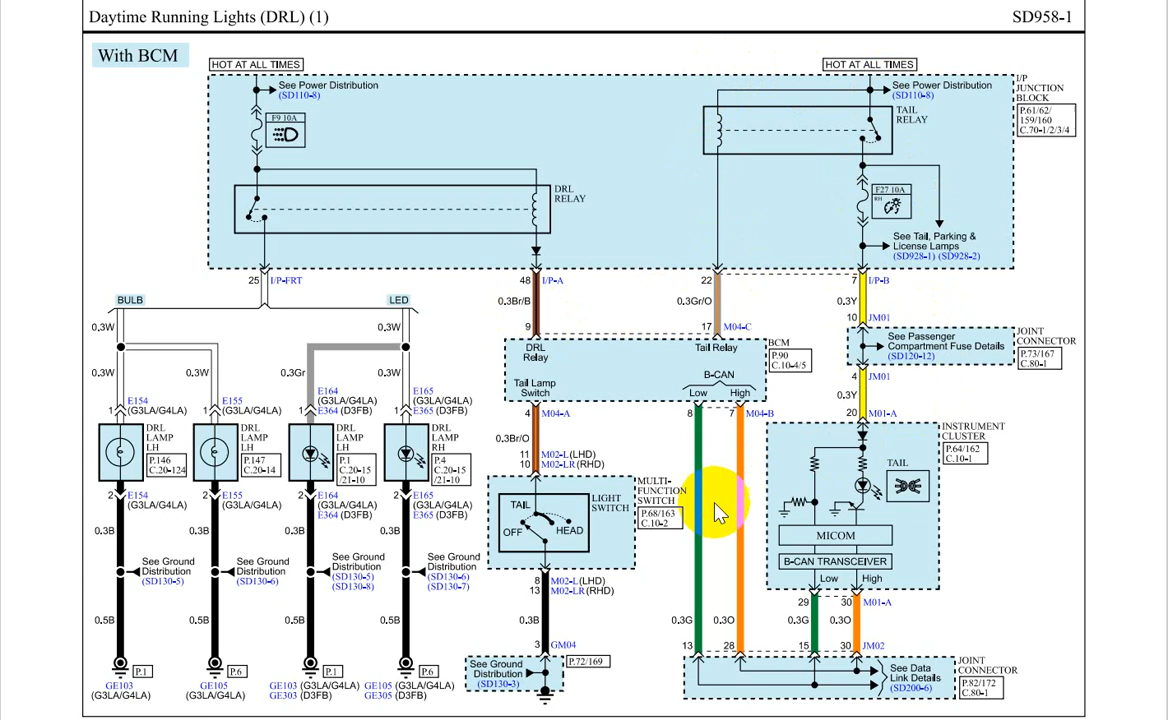 Daytime Running Lights (DRL) (1)
SD958-1
With BCM
HOT AT ALL TIMES
HOT AT ALL TIMES
See Power Distribution
(SD110-8)
F9 10A
See Power Distribution
(SD110-8)
TAIL
RELAY
I/P
JUNCTION
BLOCK
P.61/62/
159/160
C.70-1/2/3/4
DRL
RELAY
F27 10A
RH
See Tail, Parking &
License Lamps
(SD928-1) (SD928-2)
25
I/P-FRT
48
I/P-A
22
7
I/P-B
BULB
LED
0.3W
0.3W
0.3Br/B
0.3Gr/O
0.3Y
9
17
M04-C
10
JM01
0.3W
0.3W
0.3Gr
0.3W
DRL
Relay
Tail Relay
BCM
P.90
C.10-4/5
See Passenger
Compartment Fuse Details
(SD120-12)
JOINT
CONNECTOR
P.73/167
C.80-1
Tail Lamp
Switch
B-CAN
Low
High
4
JM01
0.3Y
E154
1
(G3LA/G4LA)
E155
1
(G3LA/G4LA)
E164
(G3LA/G4LA)
1
E364 (D3FB)
E165
(G3LA/G4LA)
1
E365 (D3FB)
4
M04-A
8
7
M04-B
20
M01-A
DRL
LAMP
LH
P.146
C.20-124
DRL
LAMP
LH
P.147
C.20-14
DRL
LAMP
LH
P.1
C.20-15
/21-10
DRL
LAMP
RH
P.4
C.20-15
/21-10
0.3Br/O
11
M02-L (LHD)
10
M02-LR (RHD)
INSTRUMENT
CLUSTER
P.64/162
C.10-1
TAIL
MULTI-
FUNCTION
SWITCH
P.68/163
C.10-2
LIGHT
SWITCH
TAIL
OFF
HEAD
2
E154
(G3LA/G4LA)
2
E155
(G3LA/G4LA)
2
E164
(G3LA/G4LA)
E364 (D3FB)
2
E165
(G3LA/G4LA)
E365 (D3FB)
0.3B
0.3B
0.3B
0.3B
MICOM
B-CAN TRANSCEIVER
Low
High
See Ground
Distribution
(SD130-5)
See Ground
Distribution
(SD130-6)
See Ground
Distribution
(SD130-5)
(SD130-8)
See Ground
Distribution
(SD130-6)
(SD130-7)
8
M02-L (LHD)
13
M02-LR (RHD)
29
30
M01-A
0.5B
0.5B
0.5B
0.5B
0.3B
0.3G
0.3O
0.3G
0.3O
3
GM04
13
28
15
30
JM02
P.1
P.6
P.1
P.6
See Ground
Distribution
(SD130-3)
P.72/169
See Data
Link Details
(SD200-6)
JOINT
CONNECTOR
P.82/172
C.80-1
GE103
(G3LA/G4LA)
GE105
(G3LA/G4LA)
GE103 (G3LA/G4LA)
GE303 (D3FB)
GE105 (G3LA/G4LA)
GE305 (D3FB)